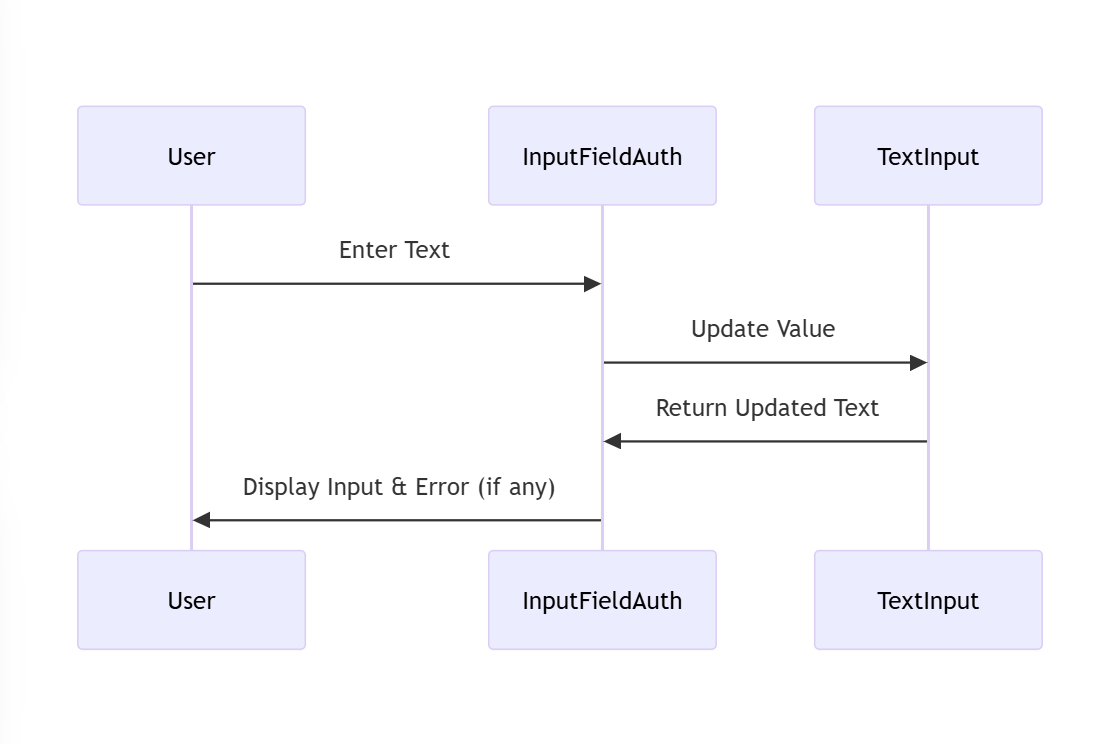 User
InputFieldAuth
TextInput
Enter Text
Update Value
Return Updated Text
Display Input & Error (if any)
User
InputFieldAuth
TextInput